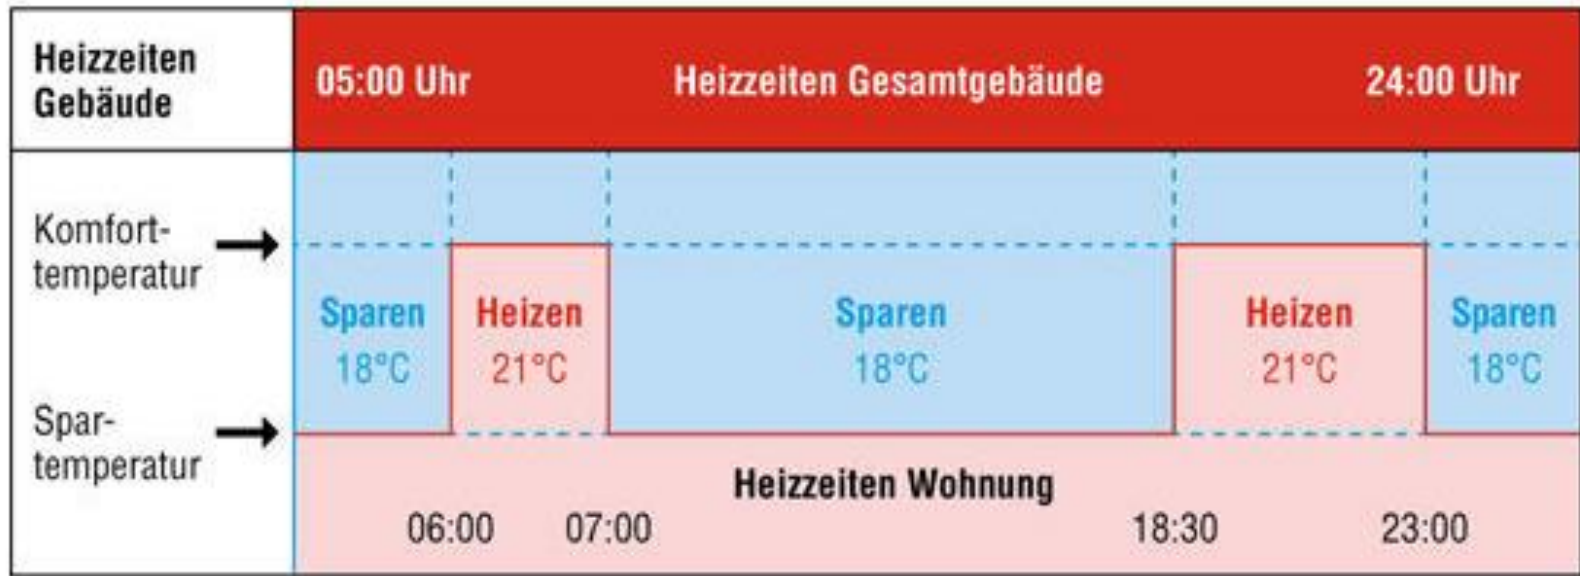 Heizzeiten
Gebäude
05:00 Uhr
Heizzeiten Gesamtgebäude
24:00 Uhr
Komfort-
temperatur
Sparen
18°C
Heizen
21°C
Sparen
18°C
Heizen
21°C
Sparen
18°C
Spar-
temperatur
Heizzeiten Wohnung
06:00
07:00
18:30
23:00